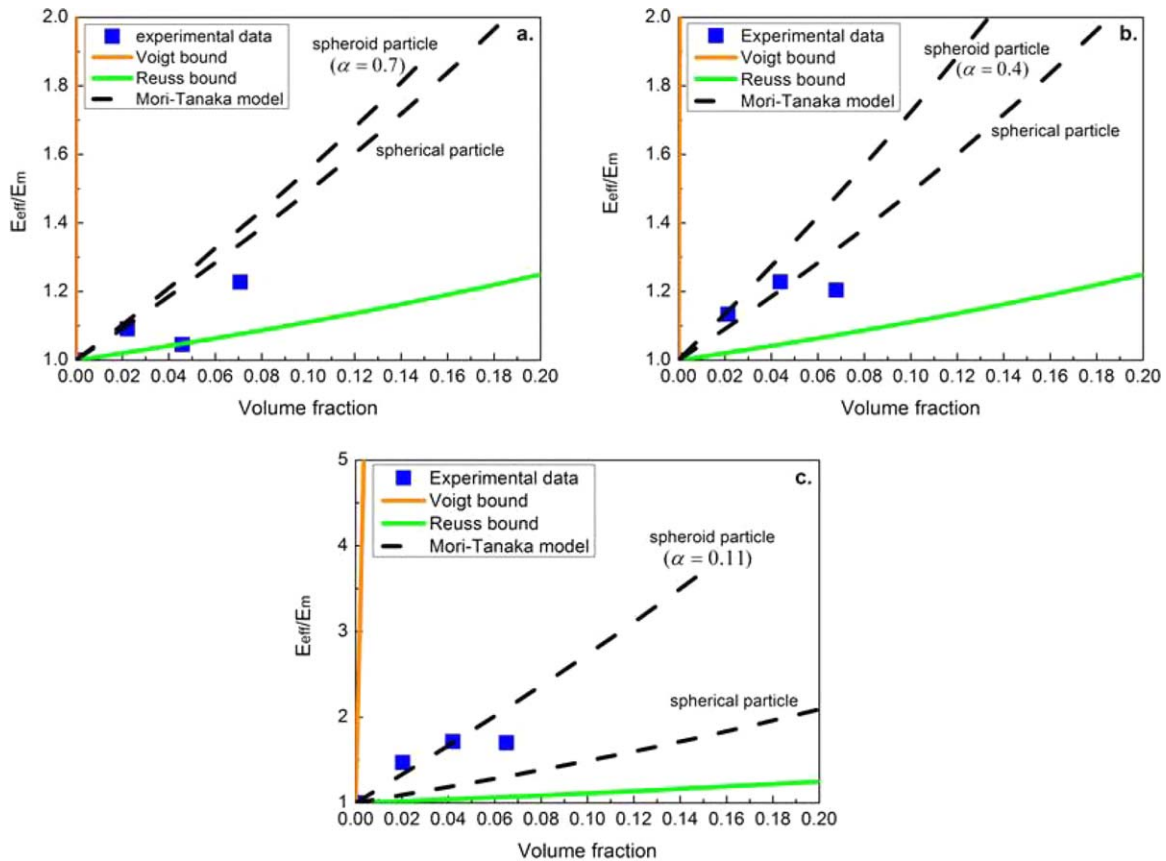 a.
experimental data
Voigt bound
Reuss bound
Mori-Tanaka model
spheroid particle
(α = 0.7)
spherical particle
2.0
1.8
1.6
1.4
1.2
1.0
Eeff/Em
0.00 0.02 0.04 0.06 0.08 0.10 0.12 0.14 0.16 0.18 0.20
Volume fraction
b.
Experimental data
Voigt bound
Reuss bound
Mori-Tanaka model
spheroid particle
(α = 0.4)
spherical particle
2.0
1.8
1.6
1.4
1.2
1.0
Eeff/Em
0.00 0.02 0.04 0.06 0.08 0.10 0.12 0.14 0.16 0.18 0.20
Volume fraction
c.
Experimental data
Voigt bound
Reuss bound
Mori-Tanaka model
spheroid particle
(α = 0.11)
spherical particle
5
4
3
2
1
Eeff/Em
0.00 0.02 0.04 0.06 0.08 0.10 0.12 0.14 0.16 0.18 0.20
Volume fraction